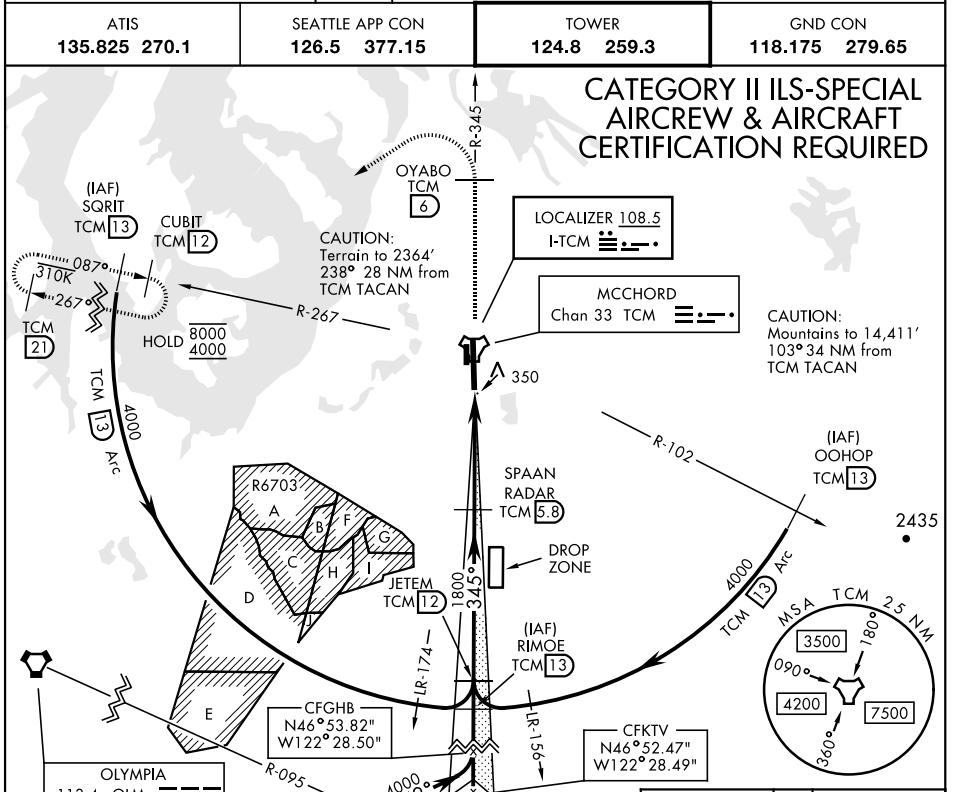 ATIS
135.825 270.1
SEATTLE APP CON
126.5 377.15
TOWER
124.8 259.3
GND CON
118.175 279.65
CATEGORY II ILS-SPECIAL
AIRCREW & AIRCRAFT
CERTIFICATION REQUIRED
R-345
OYABO
TCM
6
(IAF)
SQRIT
TCM 13
CUBIT
TCM 12
CAUTION:
Terrain to 2364'
238° 28 NM from
TCM TACAN
LOCALIZER 108.5
I-TCM
MCCHORD
Chan 33 TCM
087°
310K
267°
R-267
TCM
21
HOLD 8000
4000
CAUTION:
Mountains to 14,411'
103° 34 NM from
TCM TACAN
350
TCM 13 Arc
4000
R-102
(IAF)
OOHOP
TCM 13
2435
R6703
A
B
F
G
C
H
I
D
J
E
SPAAN
RADAR
TCM 5.8
DROP
ZONE
JETEM
TCM 12
1800
345°
4000
TCM 13 Arc
(IAF)
RIMOE
TCM 13
LR-174
LR-156
MSA TCM 25 NM
3500
180°
090°
4200
7500
360°
CFGHB
N46°53.82"
W122°28.50"
CFKTV
N46°52.47"
W122°28.49"
R-095
4000
OLYMPIA